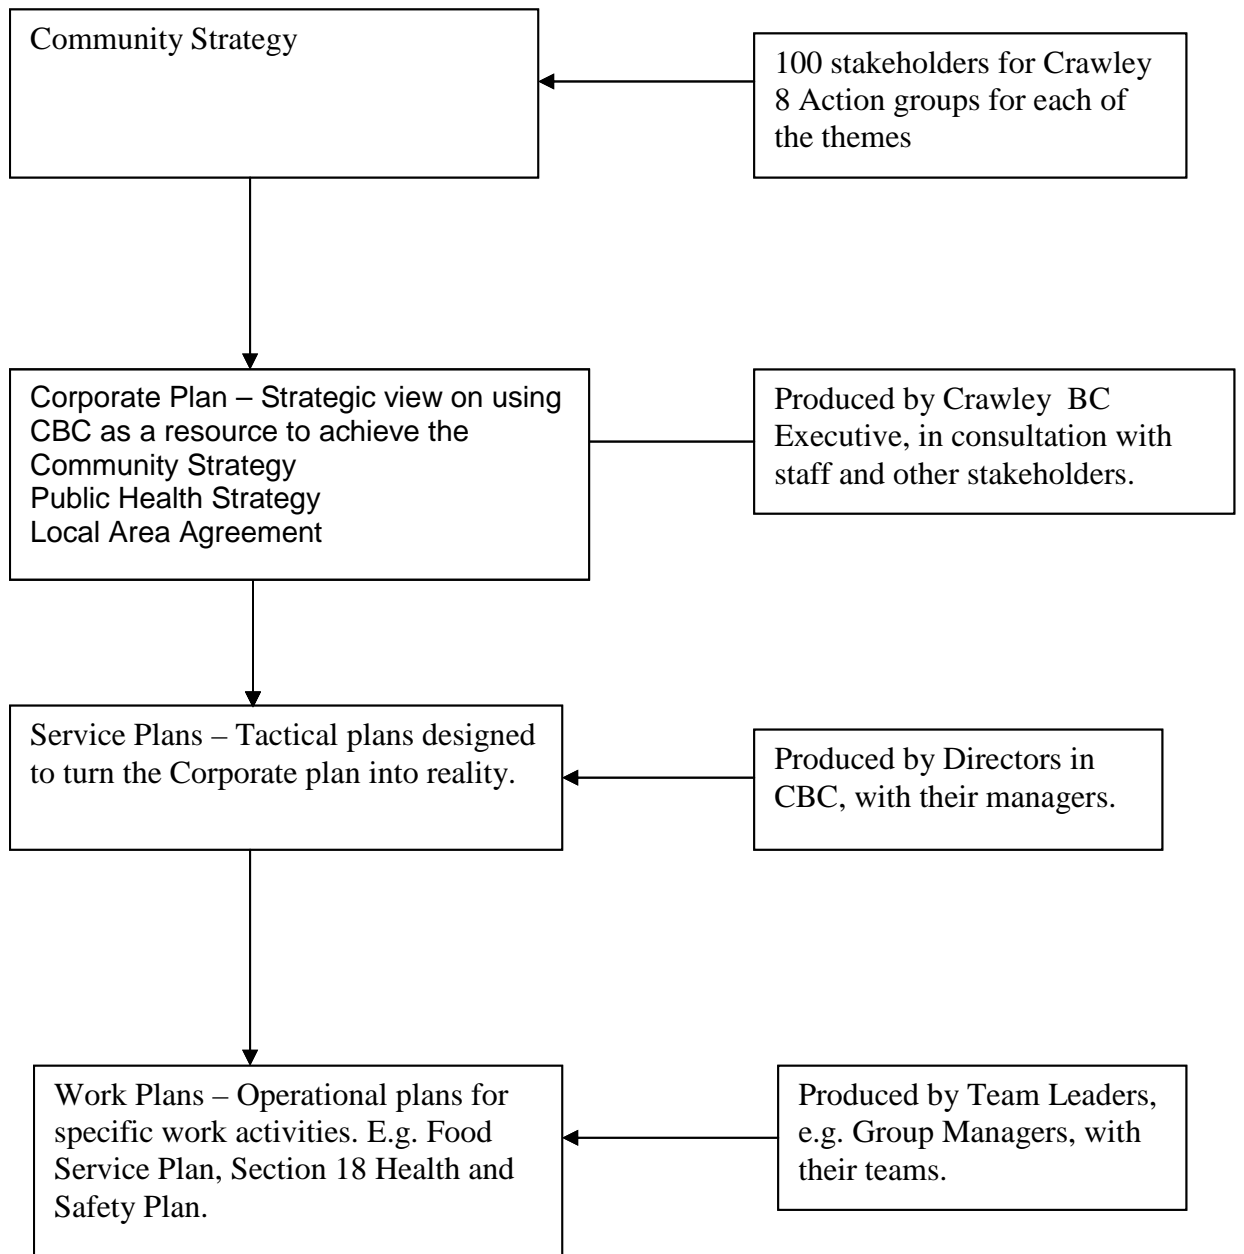 Community Strategy
100 stakeholders for Crawley
8 Action groups for each of
the themes
Corporate Plan – Strategic view on using
CBC as a resource to achieve the
Community Strategy
Public Health Strategy
Local Area Agreement
Produced by Crawley  BC
Executive, in consultation with
staff and other stakeholders.
Service Plans – Tactical plans designed
to turn the Corporate plan into reality.
Produced by Directors in
CBC, with their managers.
Work Plans – Operational plans for
specific work activities. E.g. Food
Service Plan, Section 18 Health and
Safety Plan.
Produced by Team Leaders,
e.g. Group Managers, with
their teams.